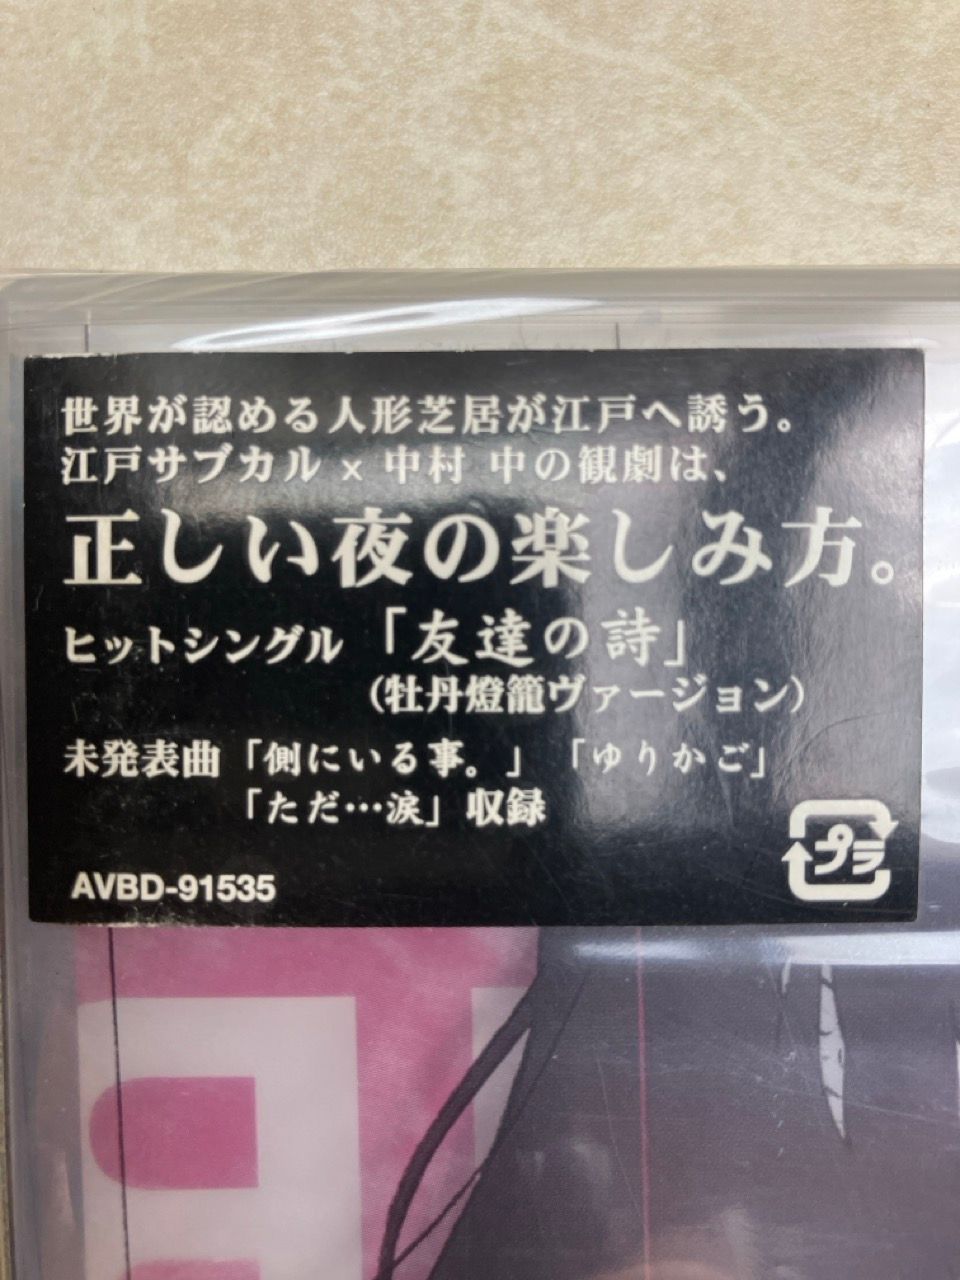 世界が認める人形芝居が江戸へ誘う。
江戸サブカル × 中村 中の観劇は、
正しい夜の楽しみ方。
ヒットシングル「友達の詩」
(牡丹燈籠ヴァージョン)
未発表曲「側にいる事。」「ゆりかご」
「ただ…涙」収録
プラ
AVBD-91535